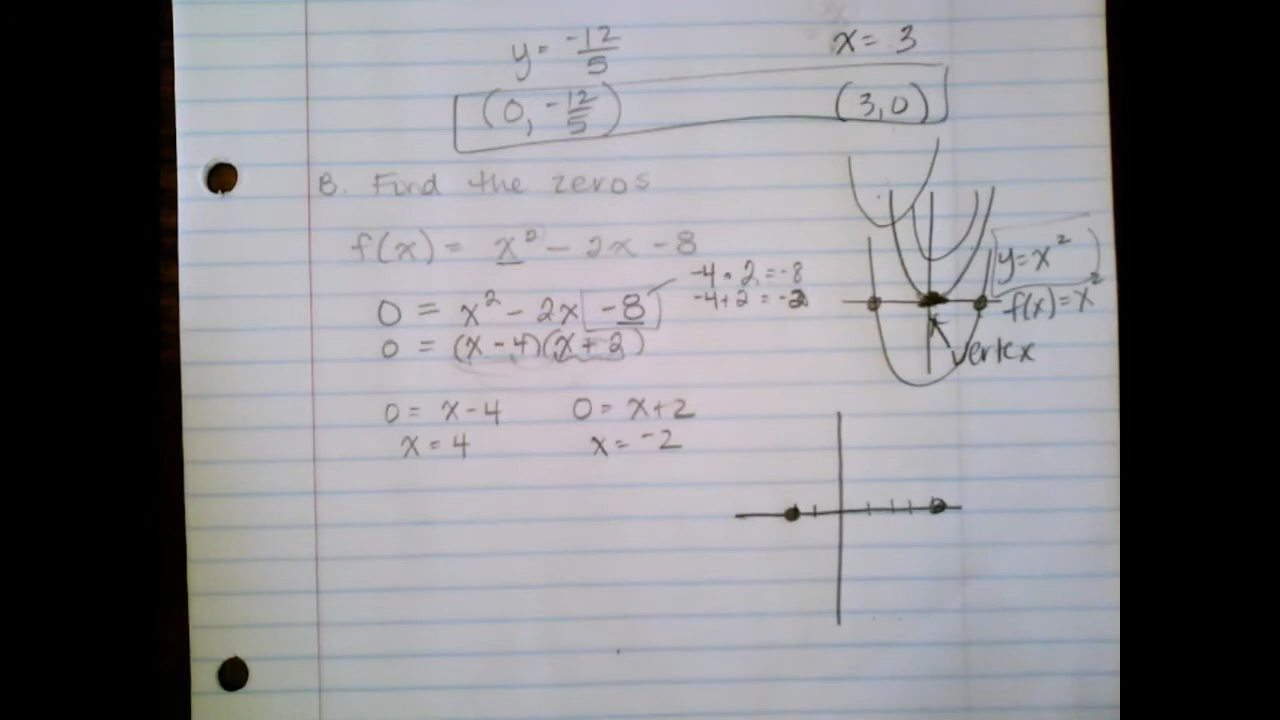 y = -12/5
x = 3
(0, -12/5)
(3,0)
B. Find the zeros
f(x) = x² - 2x - 8
-4 · 2 = -8
-4 + 2 = -2
0 = x² - 2x -8
0 = (x - 4)(x + 2)
0 = x - 4
0 = x + 2
x = 4
x = -2
y = x²
f(x) = x²
vertex